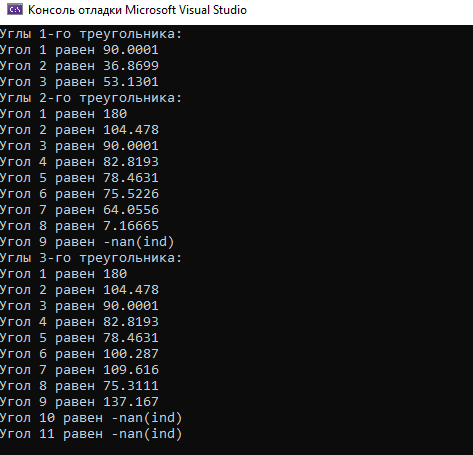 Консоль отладки Microsoft Visual Studio
Углы 1-го треугольника:
Угол 1 равен 90.0001
Угол 2 равен 36.8699
Угол 3 равен 53.1301
Углы 2-го треугольника:
Угол 1 равен 180
Угол 2 равен 104.478
Угол 3 равен 90.0001
Угол 4 равен 82.8193
Угол 5 равен 78.4631
Угол 6 равен 75.5226
Угол 7 равен 64.0556
Угол 8 равен 7.16665
Угол 9 равен -nan(ind)
Углы 3-го треугольника:
Угол 1 равен 180
Угол 2 равен 104.478
Угол 3 равен 90.0001
Угол 4 равен 82.8193
Угол 5 равен 78.4631
Угол 6 равен 100.287
Угол 7 равен 109.616
Угол 8 равен 75.3111
Угол 9 равен 137.167
Угол 10 равен -nan(ind)
Угол 11 равен -nan(ind)